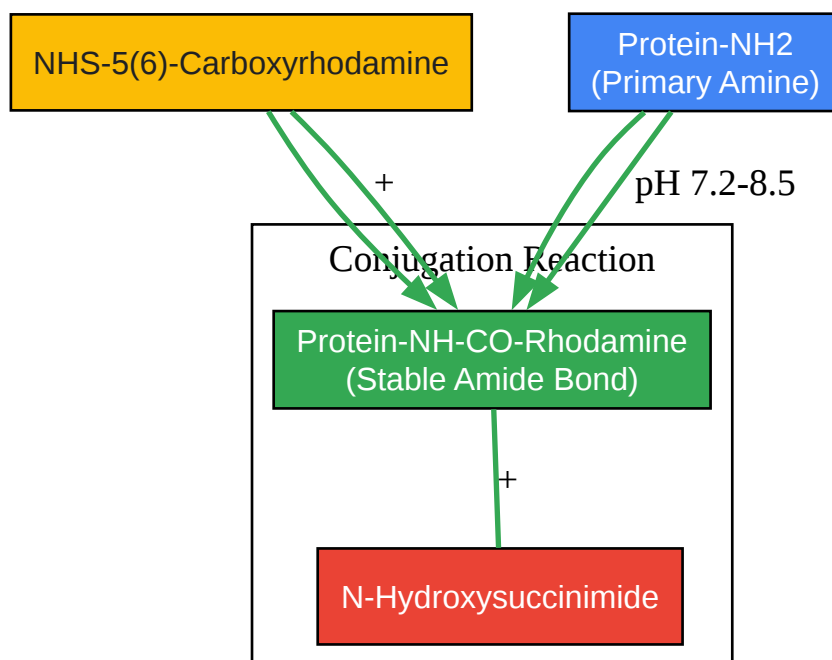 NHS-5(6)-Carboxyrhodamine
Protein-NH2
(Primary Amine)
+
pH 7.2-8.5
Conjugation Reaction
Protein-NH-CO-Rhodamine
(Stable Amide Bond)
+
N-Hydroxysuccinimide